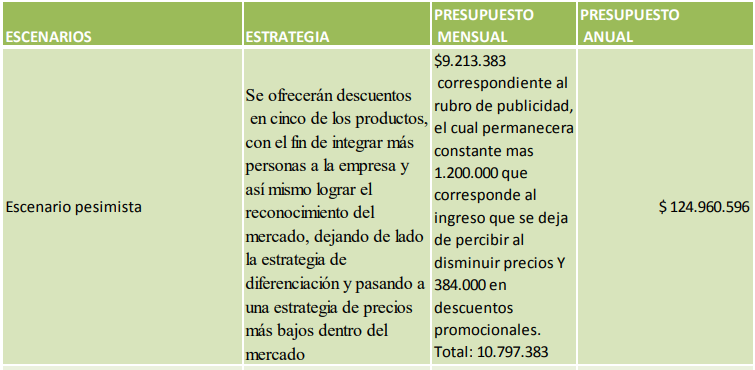 ESCENARIOS
ESTRATEGIA
PRESUPUESTO
MENSUAL
PRESUPUESTO
ANUAL
Escenario pesimista
Se ofrecerán descuentos
en cinco de los productos,
con el fin de integrar más
personas a la empresa y
así mismo lograr el
reconocimiento del
mercado, dejando de lado
la estrategia de
diferenciación y pasando a
una estrategia de precios
más bajos dentro del
mercado
$9.213.383
correspondiente al
rubro de publicidad,
el cual permanecera
constante mas
1.200.000 que
corresponde al
ingreso que se deja
de percibir al
disminuir precios Y
384.000 en
descuentos
promocionales.
Total: 10.797.383
$ 124.960.596